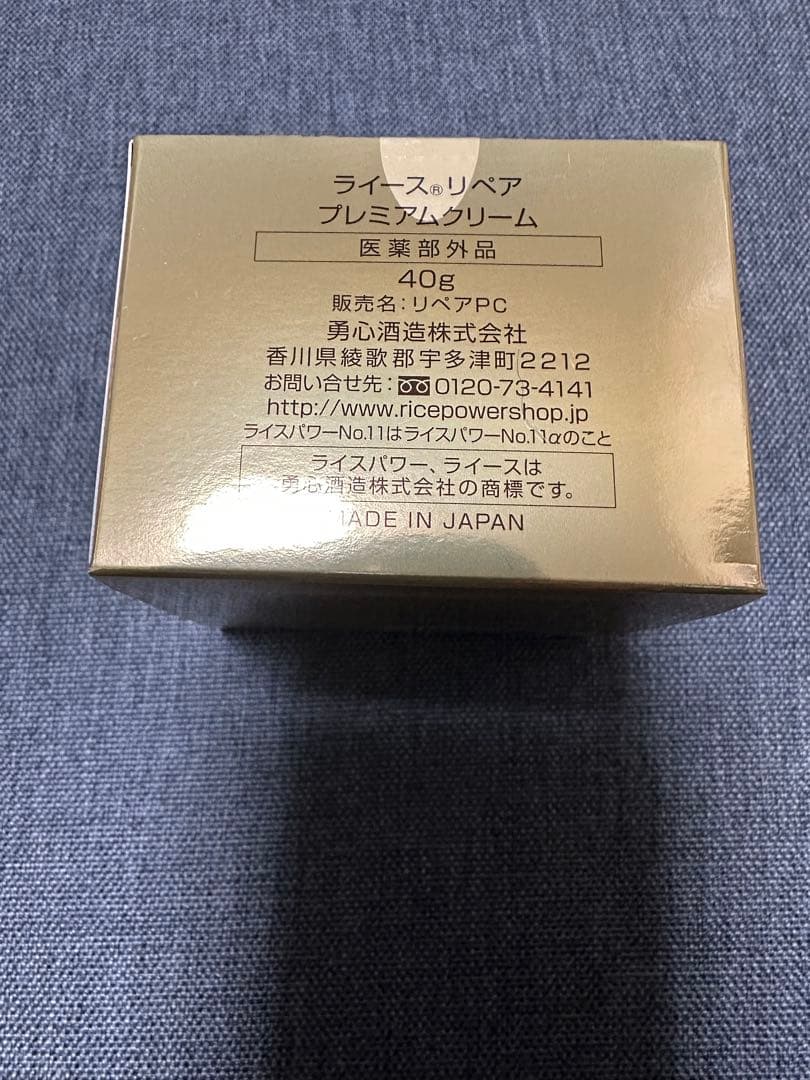 ライース®リペア
プレミアムクリーム
医薬部外品
40g
販売名:リペアPC
勇心酒造株式会社
香川県綾歌郡宇多津町2212
お問い合せ先: 0120-73-4141
http://www.ricepowershop.jp
ライスパワーNo.11はライスパワーNo.11αのこと
ライスパワー、ライースは
勇心酒造株式会社の商標です。
MADE IN JAPAN